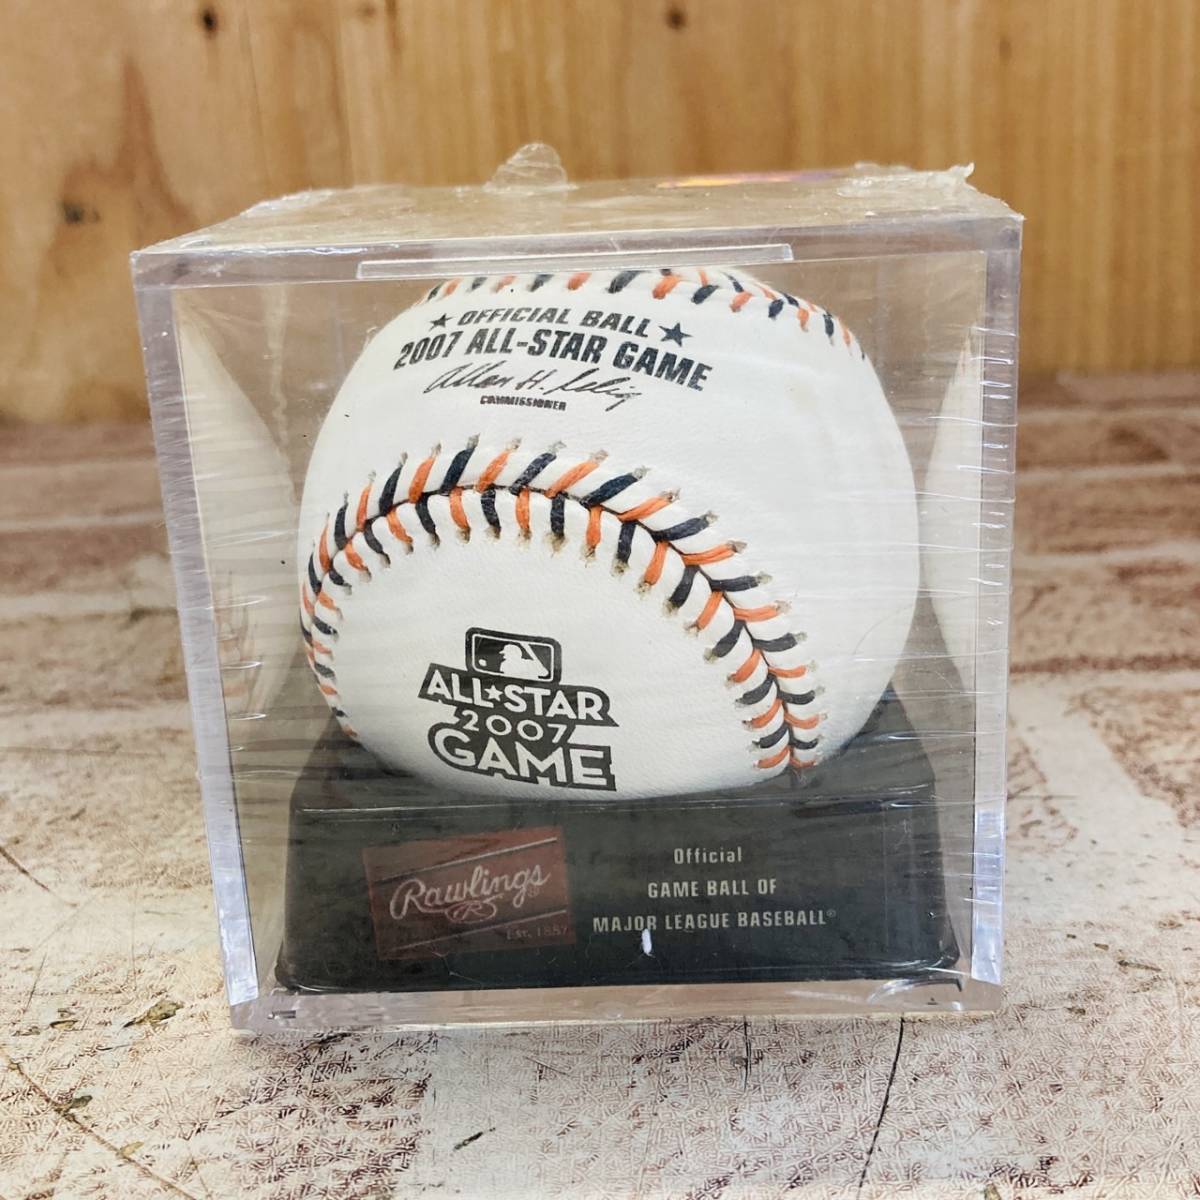 ★ OFFICIAL BALL ★
2007 ALL-STAR GAME
Allan H. Selig
COMMISSIONER
ALL★STAR
2007
GAME
Rawlings
EST. 1887
Official
GAME BALL OF
MAJOR LEAGUE BASEBALL®